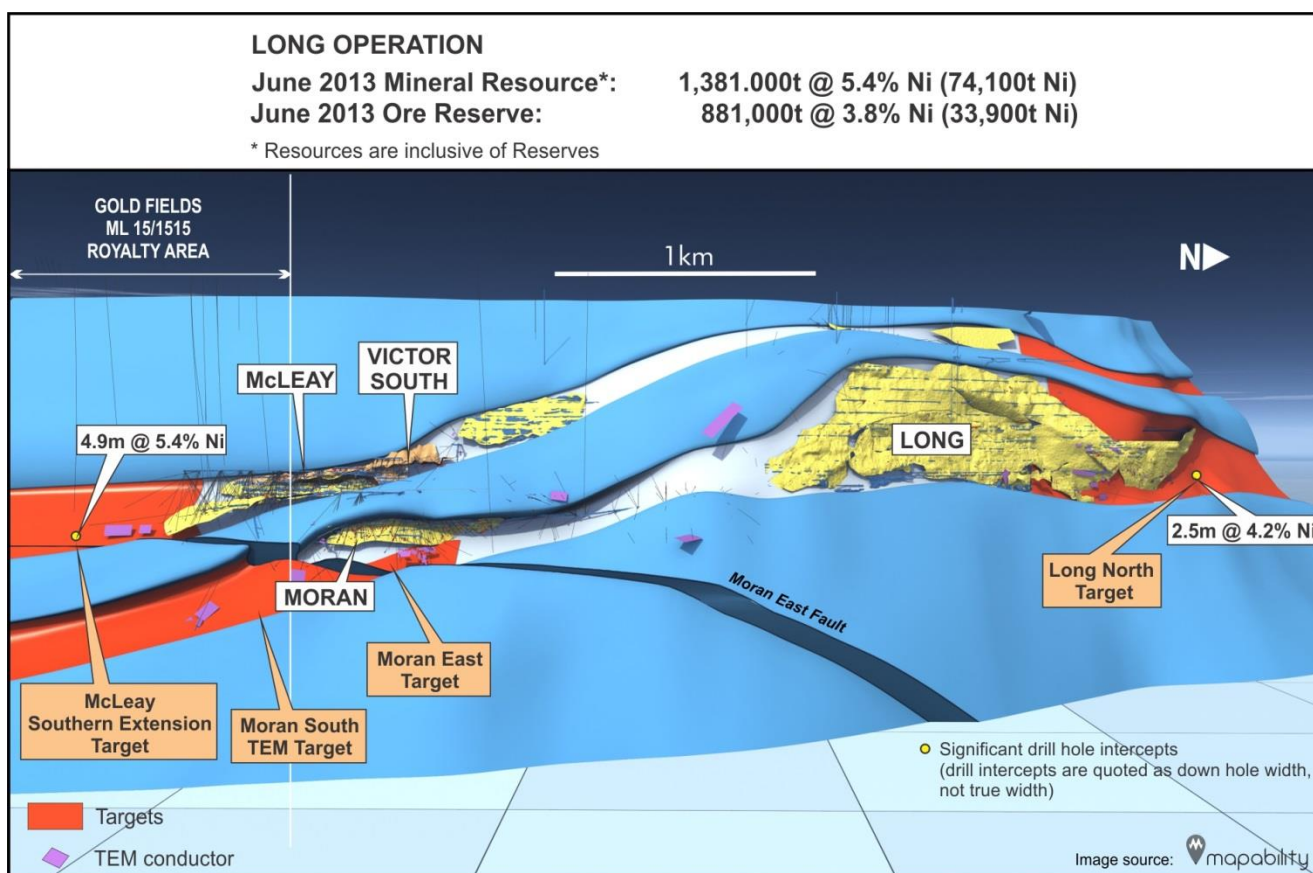 LONG OPERATION
June 2013 Mineral Resource*: 1,381.000t @ 5.4% Ni (74,100t Ni)
June 2013 Ore Reserve: 881,000t @ 3.8% Ni (33,900t Ni)
* Resources are inclusive of Reserves
GOLD FIELDS
ML 15/1515
ROYALTY AREA
1km
N
McLEAY
VICTOR
SOUTH
4.9m @ 5.4% Ni
LONG
2.5m @ 4.2% Ni
Long North
Target
MORAN
Moran East Fault
Moran East
Target
McLeay
Southern Extension
Target
Moran South
TEM Target
Significant drill hole intercepts
(drill intercepts are quoted as down hole width,
not true width)
Targets
TEM conductor
Image source: mapability